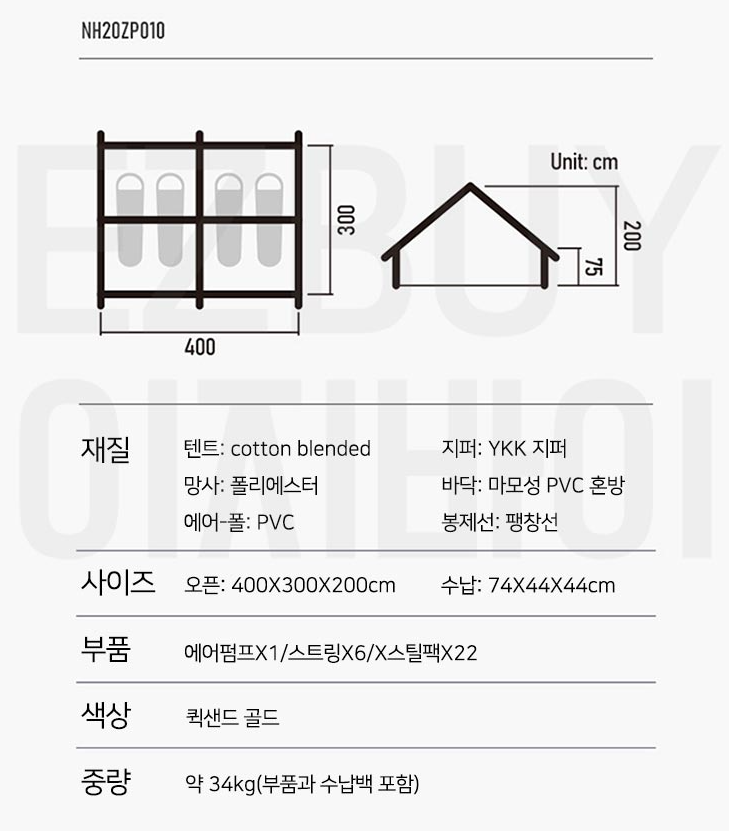 NH20ZP010
Unit: cm
300
200
75
400
재질
텐트: cotton blended
지퍼: YKK 지퍼
망사: 폴리에스터
바닥: 마모성 PVC 혼방
에어-폴: PVC
봉제선: 팽창선
사이즈
오픈: 400X300X200cm
수납: 74X44X44cm
부품
에어펌프X1/스트링X6/X스틸팩X22
색상
퀵샌드 골드
중량
약 34kg(부품과 수납백 포함)
EZBUY